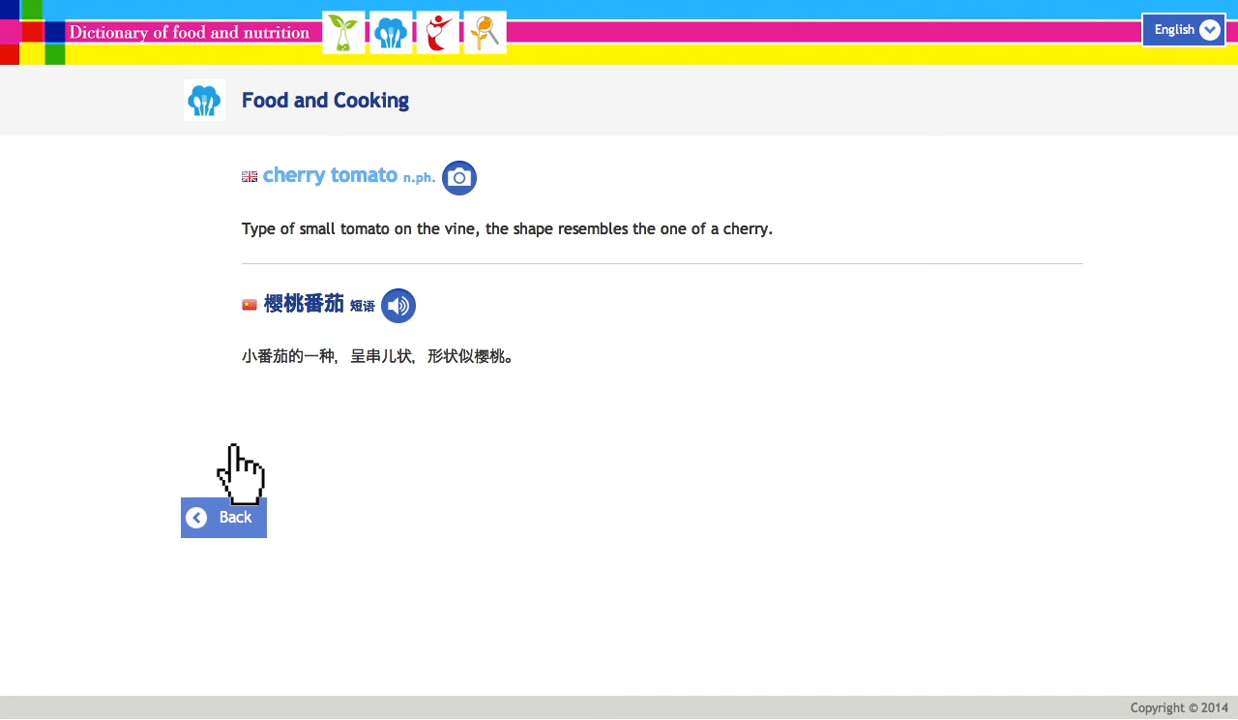 Dictionary of food and nutrition
English
Food and Cooking
cherry tomato n.ph.
Type of small tomato on the vine, the shape resembles the one of a cherry.
樱桃番茄 短语
小番茄的一种，呈串儿状，形状似樱桃。
Back
Copyright © 2014